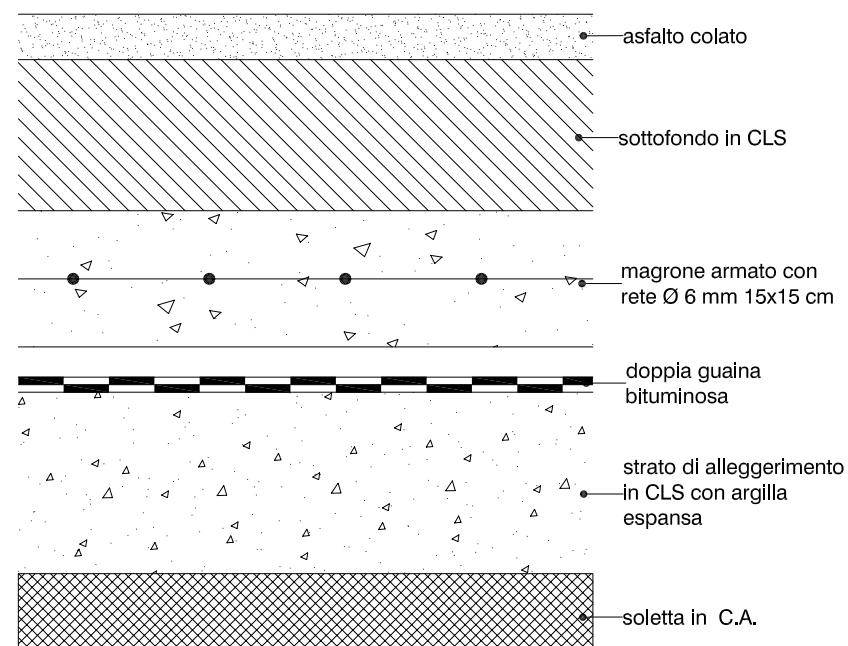 asfalto colato
sottofondo in CLS
magrone armato con
rete Ø 6 mm 15x15 cm
doppia guaina
bituminosa
strato di alleggerimento
in CLS con argilla
espansa
soletta in C.A.